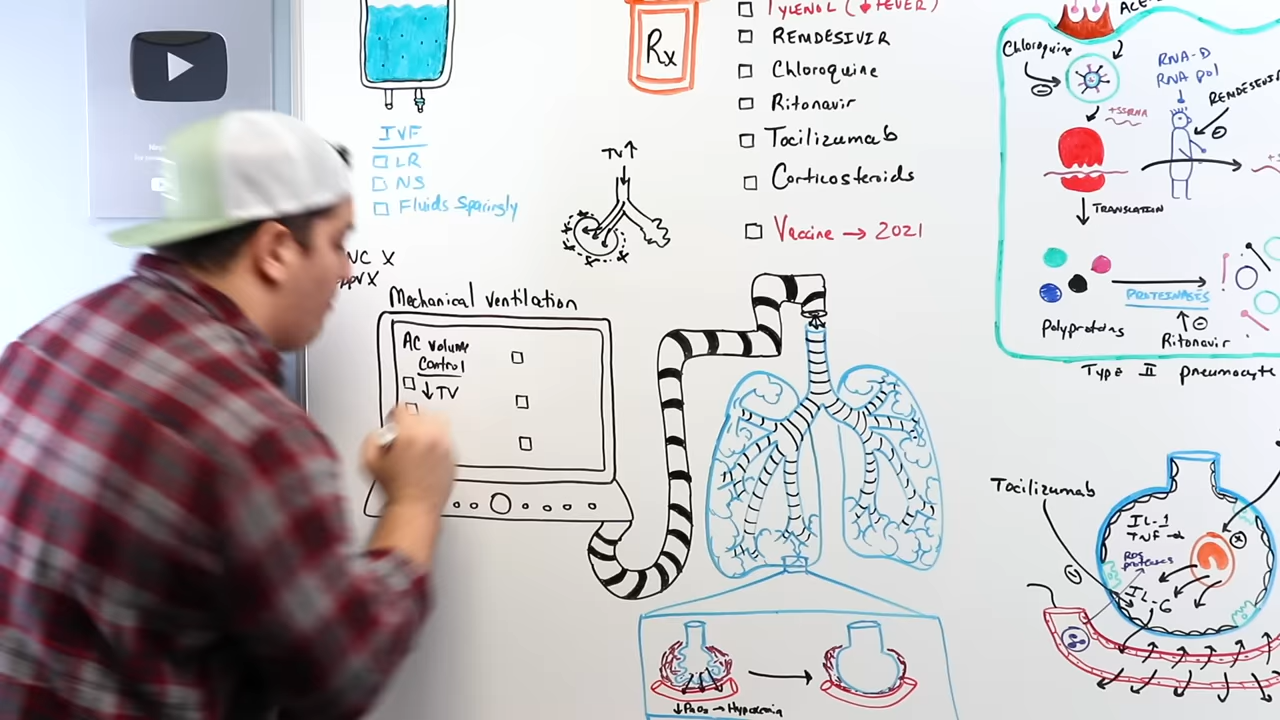 IVF
LR
NS
Fluids Sparingly
Rx
TV↑
TYLENOL (↓FEVER)
REMDESIVIR
Chloroquine
Ritonavir
Tocilizumab
Corticosteroids
Vaccine → 2021
NC X
X
Mechanical ventilation
AC volume
Control
↓TV
↓PaO2 → Hypoxemia
Chloroquine
RNA-D
RNA pol
REMDESIVIR
+SSRNA
TRANSLATION
Polyproteins
PROTEINASES
Ritonavir
Type II pneumocyte
Tocilizumab
IL-1
TNF
ROS
proteases
IL-6